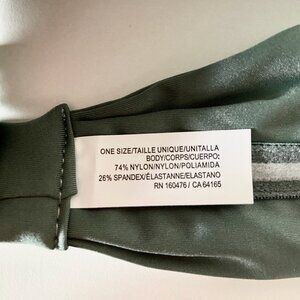 ONE SIZE/TAILLE UNIQUE/UNITALLA
BODY/CORPS/CUERPO:
74% NYLON/NYLON/POLIAMIDA
26% SPANDEX/ÉLASTANNE/ELASTANO
RN 160476 / CA 64165